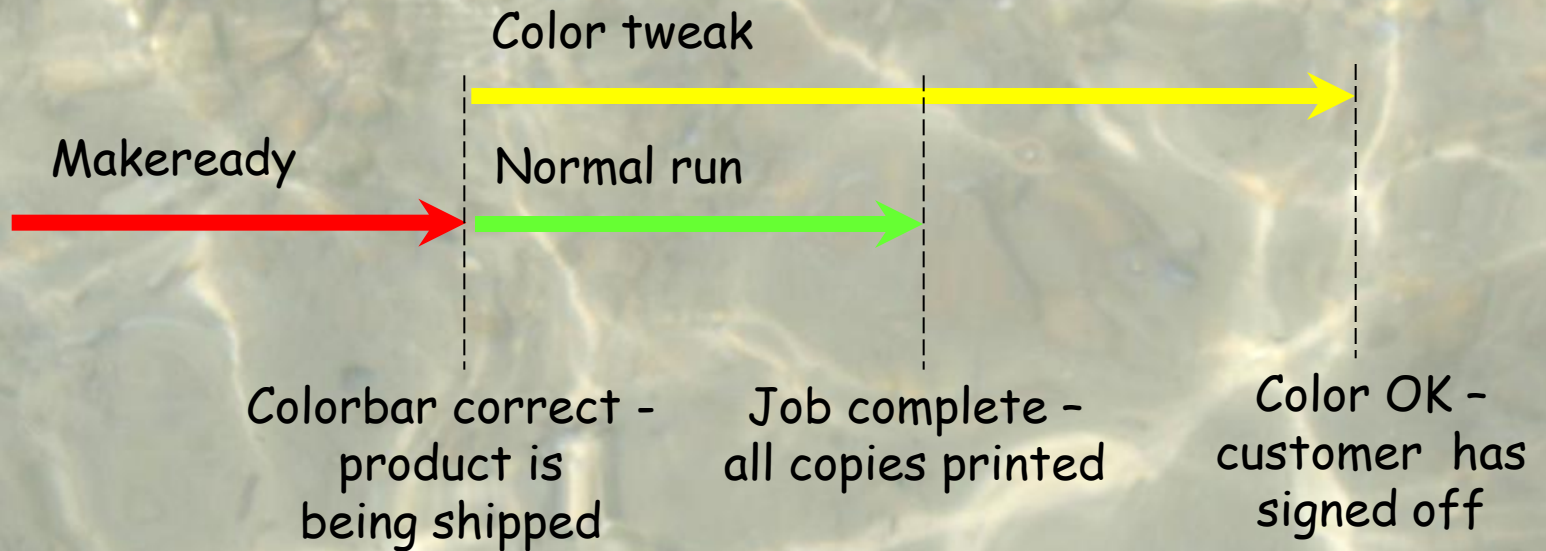 Color tweak
Makeready
Normal run
Colorbar correct -
product is
being shipped
Job complete –
all copies printed
Color OK –
customer has
signed off